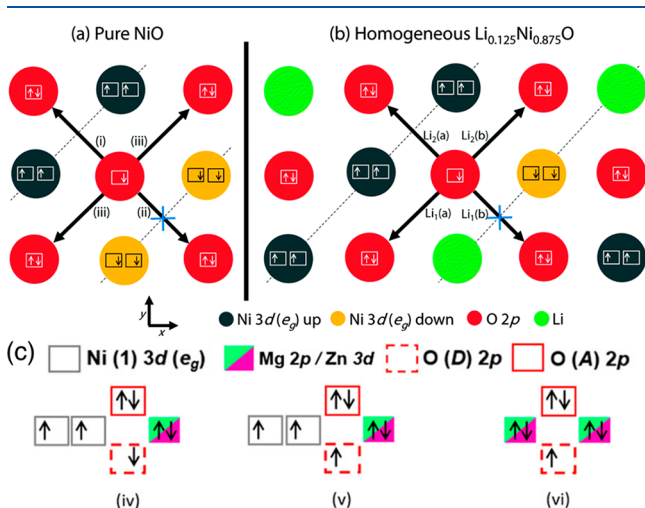 (a) Pure NiO
(b) Homogeneous Li0.125Ni0.875O
(i)
(iii)
(iii)
(ii)
Li2(a)
Li2(b)
Li1(a)
Li1(b)
y
x
Ni 3d(eg) up
Ni 3d(eg) down
O 2p
Li
(c)
Ni (1) 3d (eg)
Mg 2p / Zn 3d
O (D) 2p
O (A) 2p
(iv)
(v)
(vi)